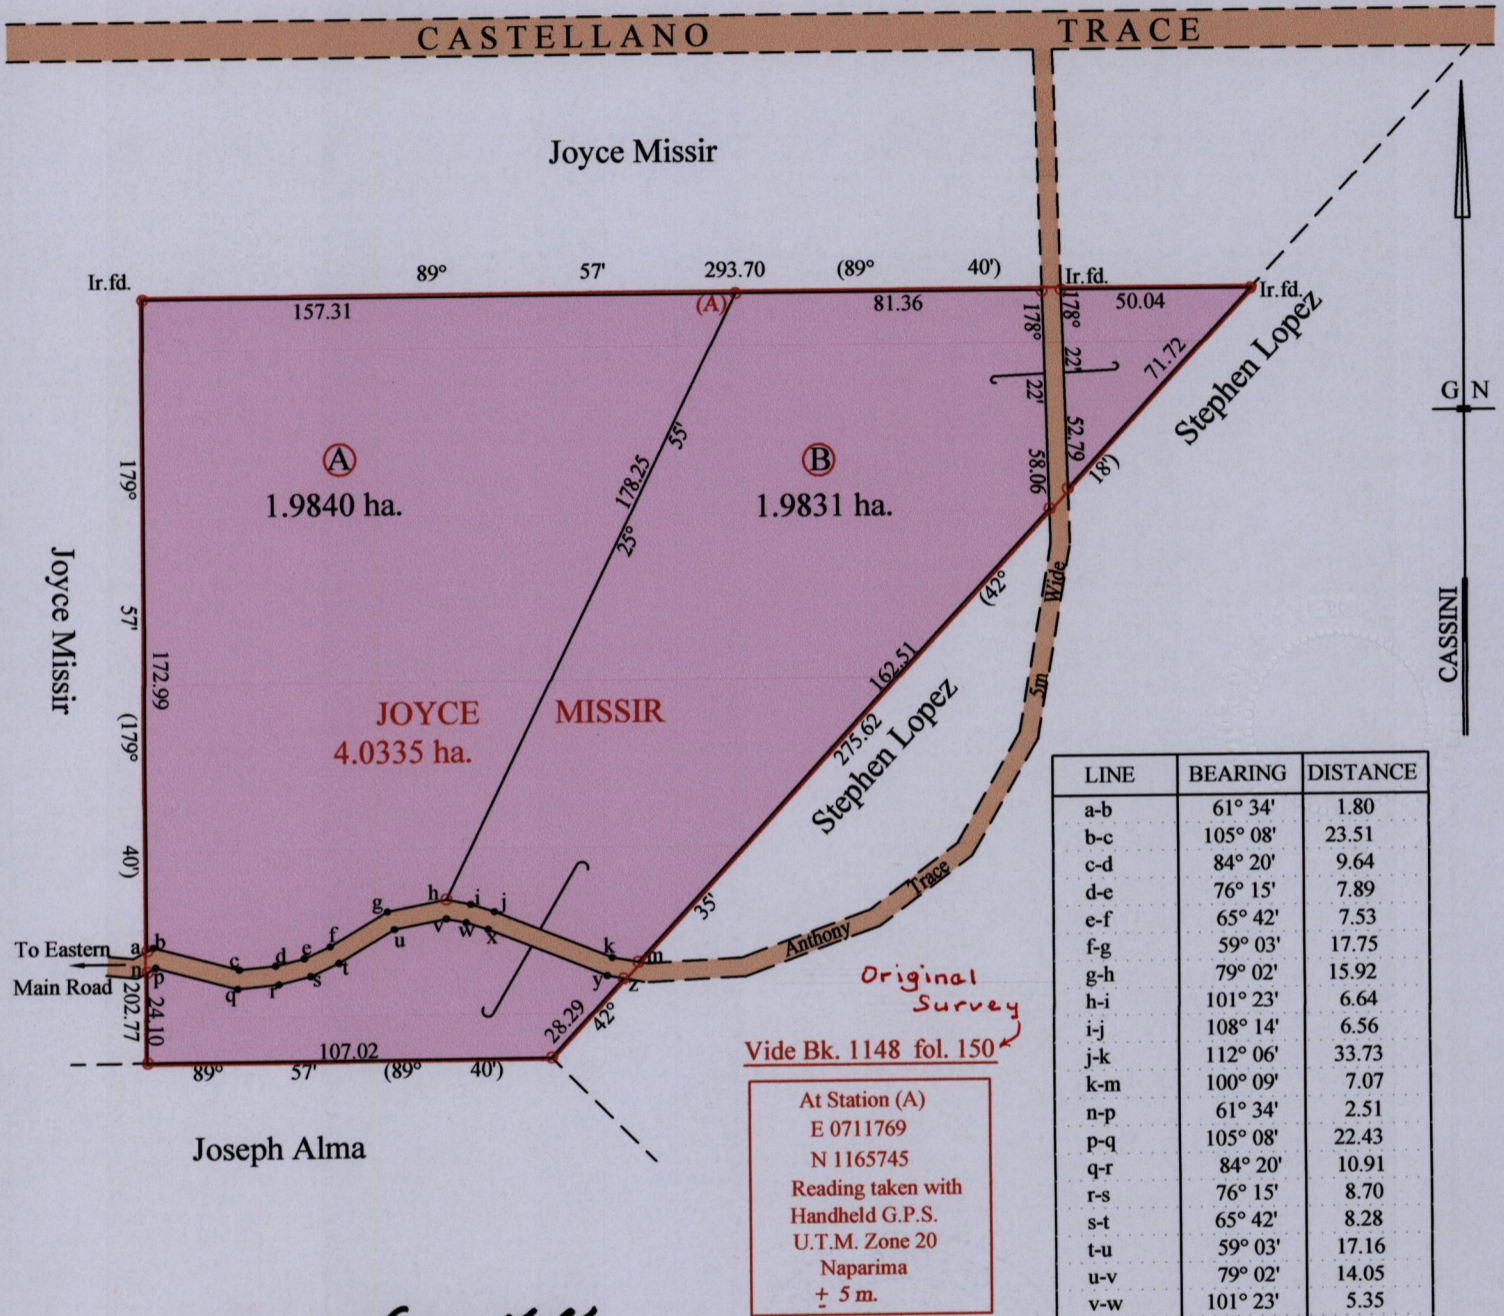 CASTELLANO TRACE
Joyce Missir
89° 57' 293.70 (89° 40')
Ir.fd.
Ir.fd.
Ir.fd.
157.31
(A)
81.36
50.04
178° 22' 58.06
178° 22' 52.79
71.72
Stephen Lopez
G N
CASSINI
A
1.9840 ha.
B
1.9831 ha.
25° 178.25 55'
179° 57' (179° 40')
172.99
Joyce Missir
JOYCE MISSIR
4.0335 ha.
35' 275.62 (42° 18')
162.51
Stephen Lopez
5m Wide
Anthony Trace
a b c d e f g h i j k m
n p q r s t u v w x y z
To Eastern
Main Road
202.77
24.10
107.02
28.29
42°
89° 57' (89° 40')
Joseph Alma
Original
Survey
Vide Bk. 1148 fol. 150
At Station (A)
E 0711769
N 1165745
Reading taken with
Handheld G.P.S.
U.T.M. Zone 20
Naparima
± 5 m.
LINE BEARING DISTANCE
a-b 61° 34' 1.80
b-c 105° 08' 23.51
c-d 84° 20' 9.64
d-e 76° 15' 7.89
e-f 65° 42' 7.53
f-g 59° 03' 17.75
g-h 79° 02' 15.92
h-i 101° 23' 6.64
i-j 108° 14' 6.56
j-k 112° 06' 33.73
k-m 100° 09' 7.07
n-p 61° 34' 2.51
p-q 105° 08' 22.43
q-r 84° 20' 10.91
r-s 76° 15' 8.70
s-t 65° 42' 8.28
t-u 59° 03' 17.16
u-v 79° 02' 14.05
v-w 101° 23' 5.35